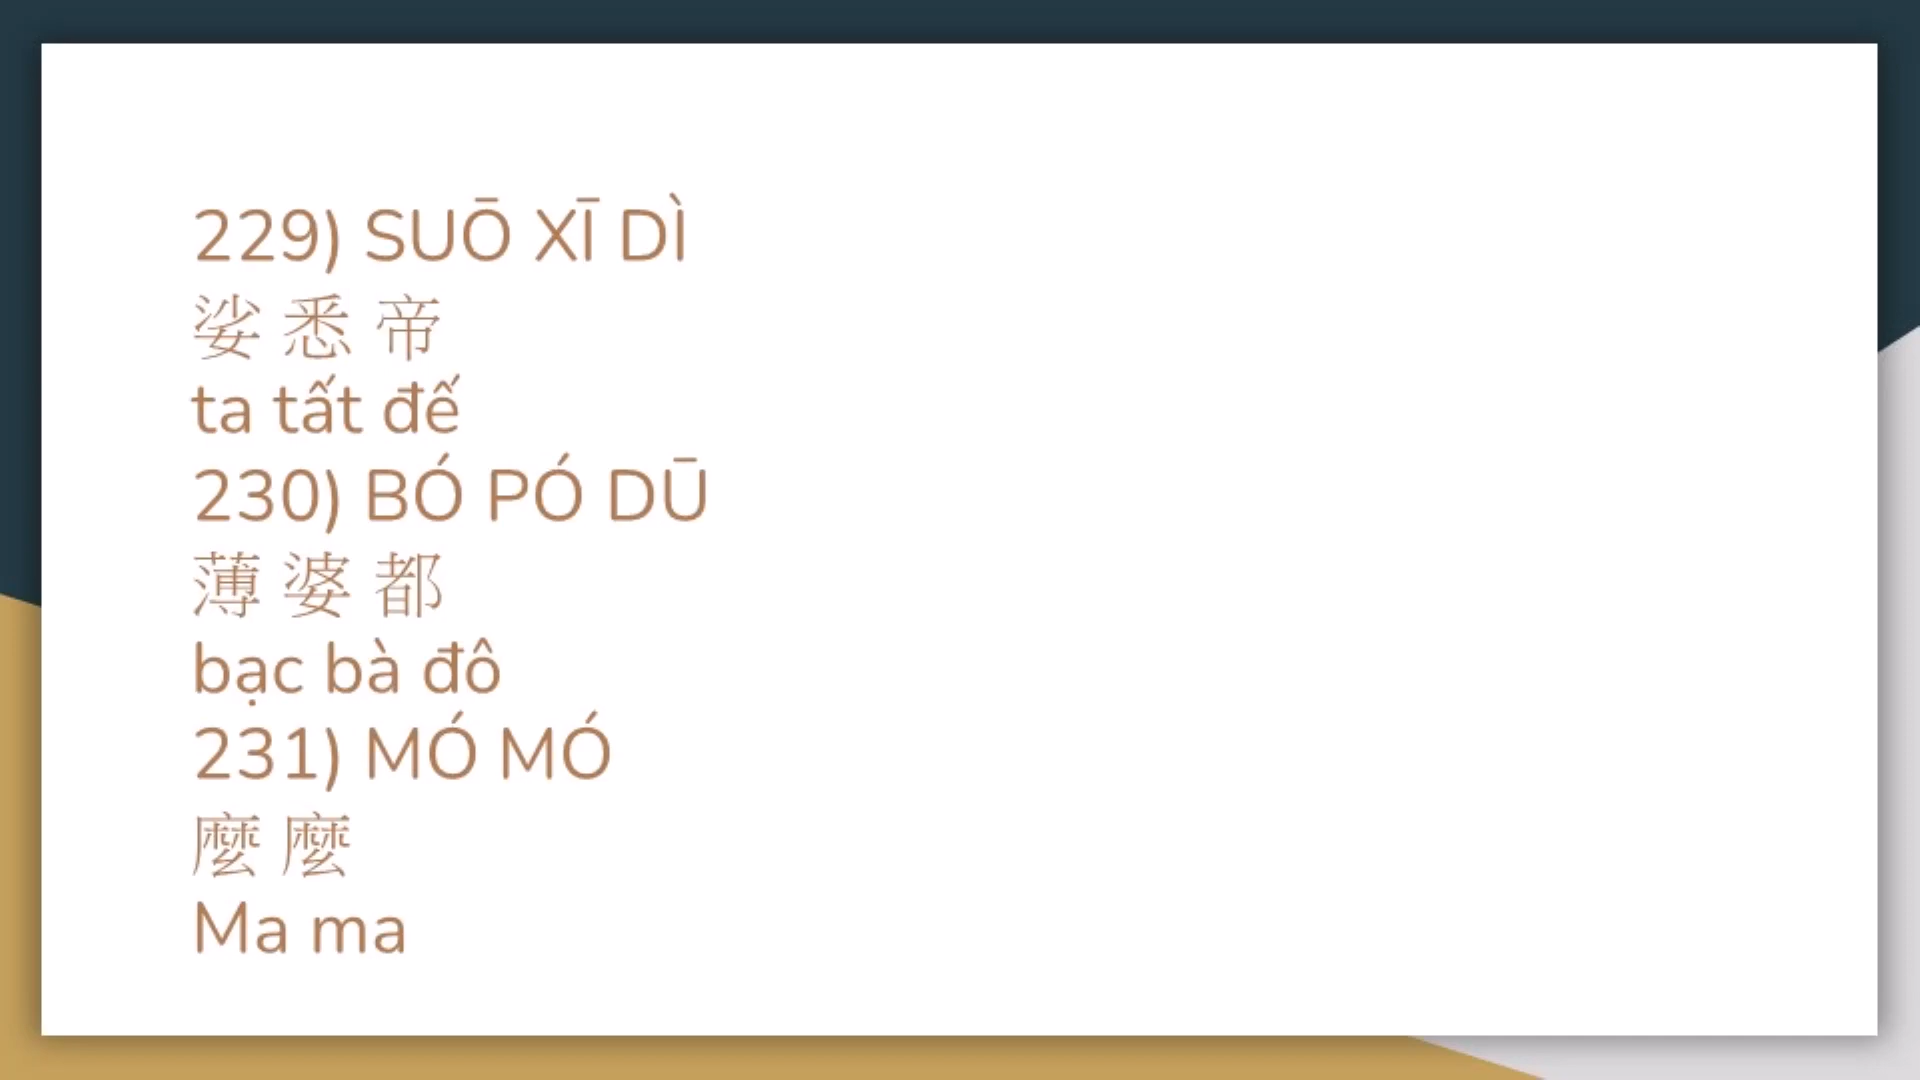 229) SUŌ XĪ DÌ
娑 悉 帝
ta tất đế
230) BÓ PÓ DŪ
薄 婆 都
bạc bà đô
231) MÓ MÓ
麼 麼
Ma ma